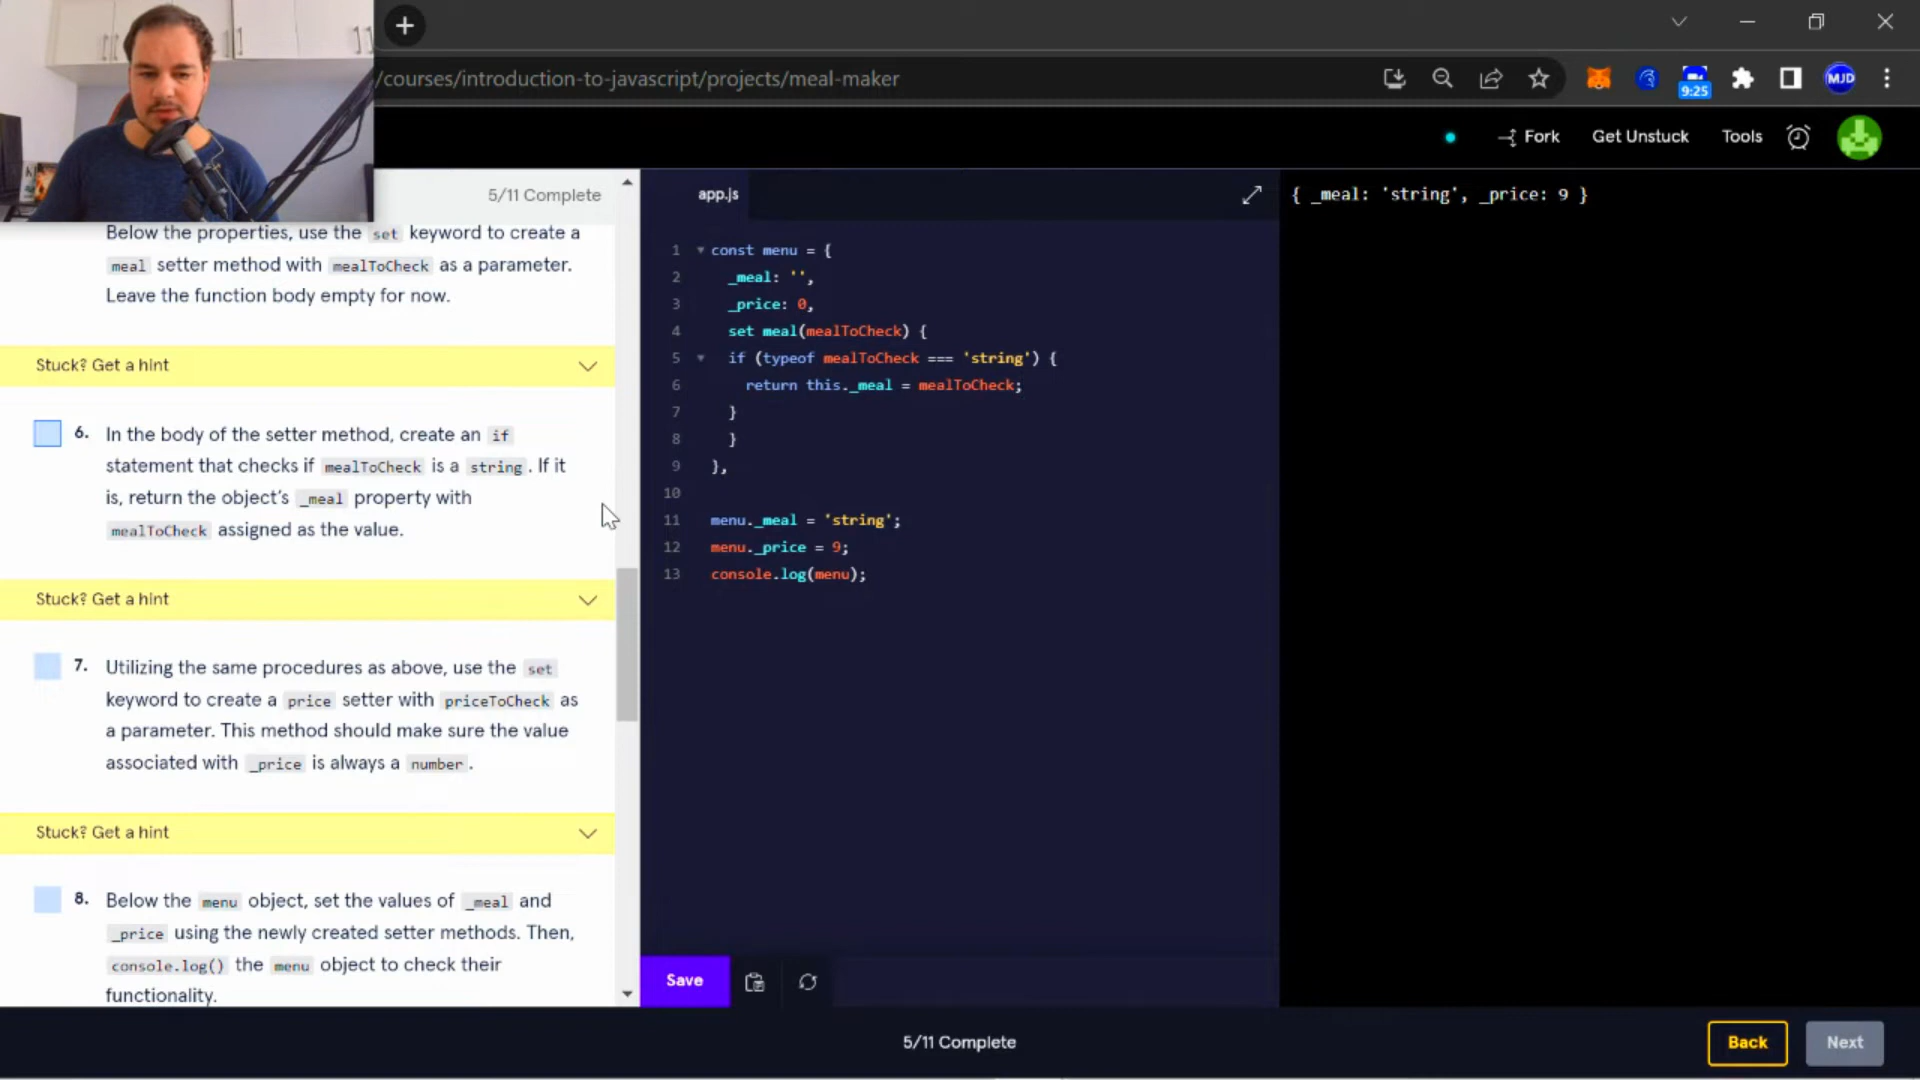 /courses/introduction-to-javascript/projects/meal-maker
9:25
MJD
Fork
Get Unstuck
Tools
5/11 Complete
Below the properties, use the set keyword to create a
meal setter method with mealToCheck as a parameter.
Leave the function body empty for now.
Stuck? Get a hint
6. In the body of the setter method, create an if
statement that checks if mealToCheck is a string. If it
is, return the object's _meal property with
mealToCheck assigned as the value.
Stuck? Get a hint
7. Utilizing the same procedures as above, use the set
keyword to create a price setter with priceToCheck as
a parameter. This method should make sure the value
associated with _price is always a number.
Stuck? Get a hint
8. Below the menu object, set the values of _meal and
_price using the newly created setter methods. Then,
console.log() the menu object to check their
functionality.
app.js
1 const menu = {
2 _meal: '',
3 _price: 0,
4 set meal(mealToCheck) {
5 if (typeof mealToCheck === 'string') {
6 return this._meal = mealToCheck;
7 }
8 }
9 },
10
11 menu._meal = 'string';
12 menu._price = 9;
13 console.log(menu);
Save
{ _meal: 'string', _price: 9 }
5/11 Complete
Back
Next